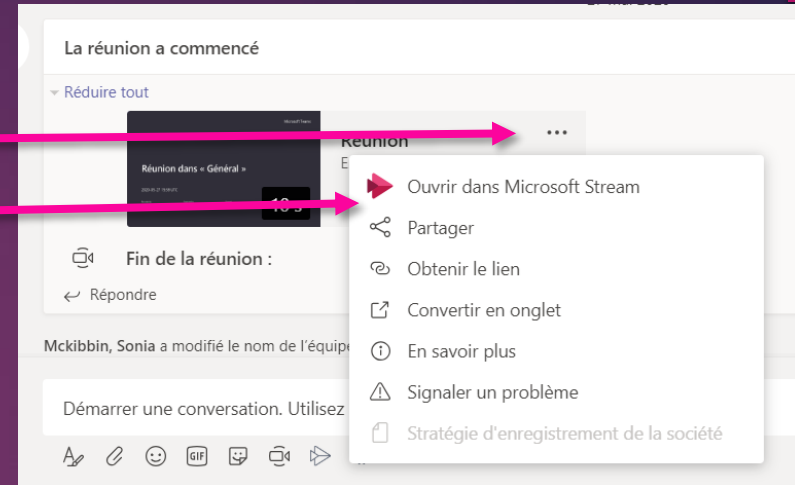 La réunion a commencé
Réduire tout
Microsoft Teams
Réunion dans « Général »
Réunion
...
Ouvrir dans Microsoft Stream
Partager
Obtenir le lien
Convertir en onglet
En savoir plus
Signaler un problème
Stratégie d'enregistrement de la société
Fin de la réunion :
Répondre
Mckibbin, Sonia a modifié le nom de l'équipe
Démarrer une conversation. Utilisez
GIF